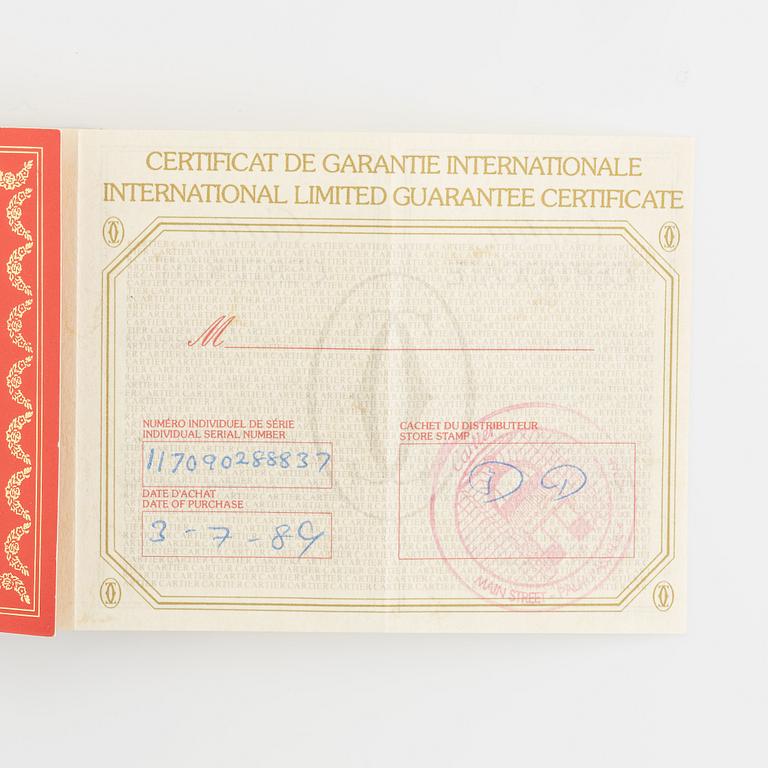 CERTIFICAT DE GARANTIE INTERNATIONALE
INTERNATIONAL LIMITED GUARANTEE CERTIFICATE
M
NUMÉRO INDIVIDUEL DE SÉRIE
INDIVIDUAL SERIAL NUMBER
117090288837
DATE D'ACHAT
DATE OF PURCHASE
3-7-89
CACHET DU DISTRIBUTEUR
STORE STAMP
Cartier
MAIN STREET -